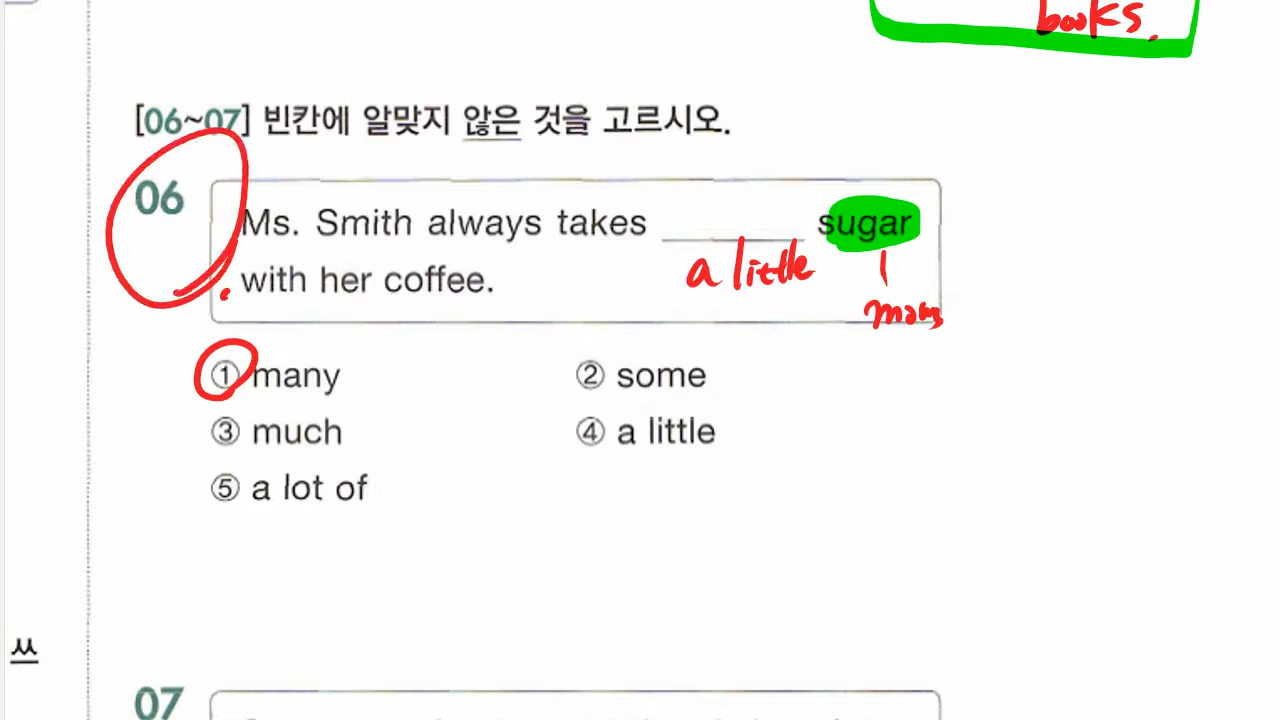 books.
[06~07] 빈칸에 알맞지 않은 것을 고르시오.
06
Ms. Smith always takes ________ sugar
a little
with her coffee.
① many
② some
③ much
④ a little
⑤ a lot of
쓰
07